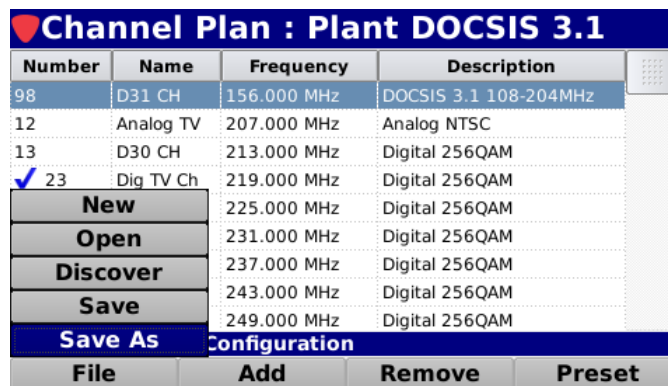 Channel Plan : Plant DOCSIS 3.1
Number Name Frequency Description
98 D31 CH 156.000 MHz DOCSIS 3.1 108-204MHz
12 Analog TV 207.000 MHz Analog NTSC
13 D30 CH 213.000 MHz Digital 256QAM
23 Dig TV Ch 219.000 MHz Digital 256QAM
New 225.000 MHz Digital 256QAM
Open 231.000 MHz Digital 256QAM
Discover 237.000 MHz Digital 256QAM
Save 243.000 MHz Digital 256QAM
249.000 MHz Digital 256QAM
Save As Configuration
File Add Remove Preset